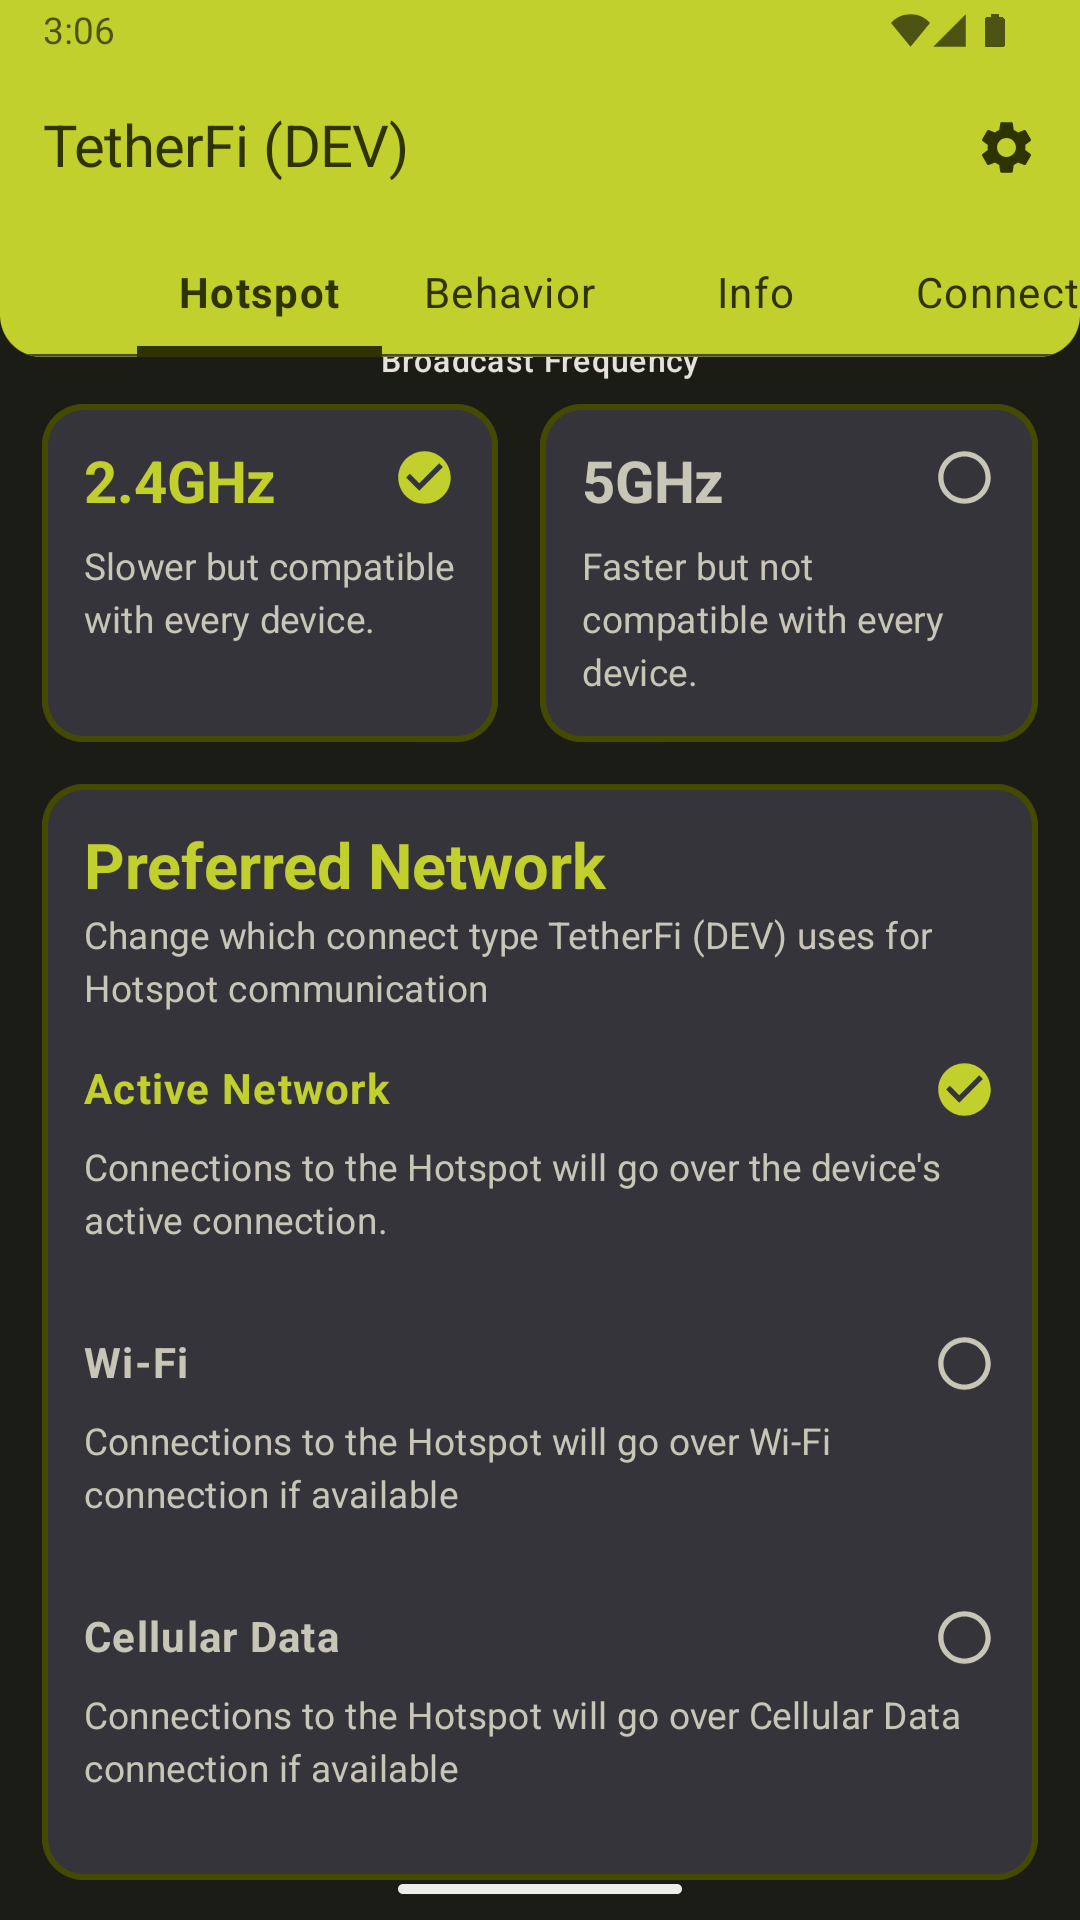 3:06
TetherFi (DEV)
Hotspot Behavior Info Connect
Broadcast Frequency
2.4GHz
Slower but compatible
with every device.
5GHz
Faster but not
compatible with every
device.
Preferred Network
Change which connect type TetherFi (DEV) uses for
Hotspot communication
Active Network
Connections to the Hotspot will go over the device's
active connection.
Wi-Fi
Connections to the Hotspot will go over Wi-Fi
connection if available
Cellular Data
Connections to the Hotspot will go over Cellular Data
connection if available